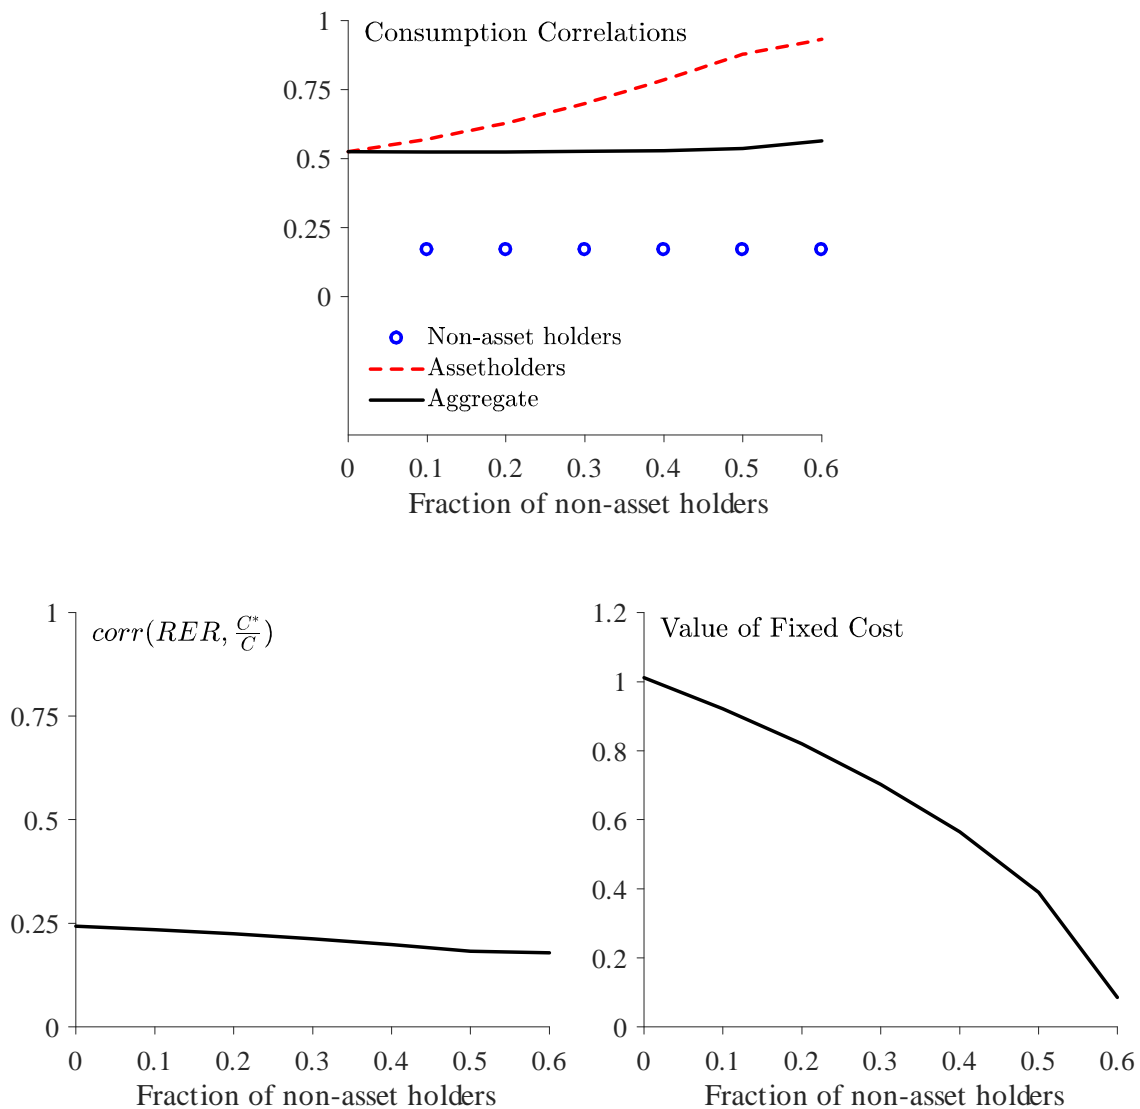 Consumption Correlations
1
0.75
0.5
0.25
0
Non-asset holders
Assetholders
Aggregate
0 0.1 0.2 0.3 0.4 0.5 0.6
Fraction of non-asset holders
corr(RER, C*/C)
1
0.75
0.5
0.25
0
0 0.1 0.2 0.3 0.4 0.5 0.6
Fraction of non-asset holders
Value of Fixed Cost
1.2
1
0.8
0.6
0.4
0.2
0
0 0.1 0.2 0.3 0.4 0.5 0.6
Fraction of non-asset holders